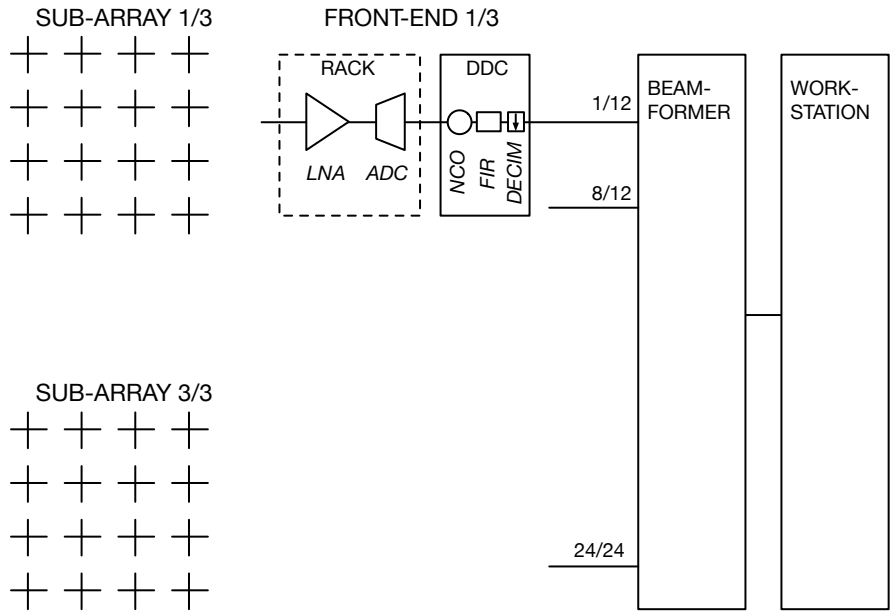 SUB-ARRAY 1/3
FRONT-END 1/3
RACK
DDC
LNA
ADC
NCO
FIR
DECIM
1/12
8/12
BEAM-
FORMER
WORK-
STATION
SUB-ARRAY 3/3
24/24